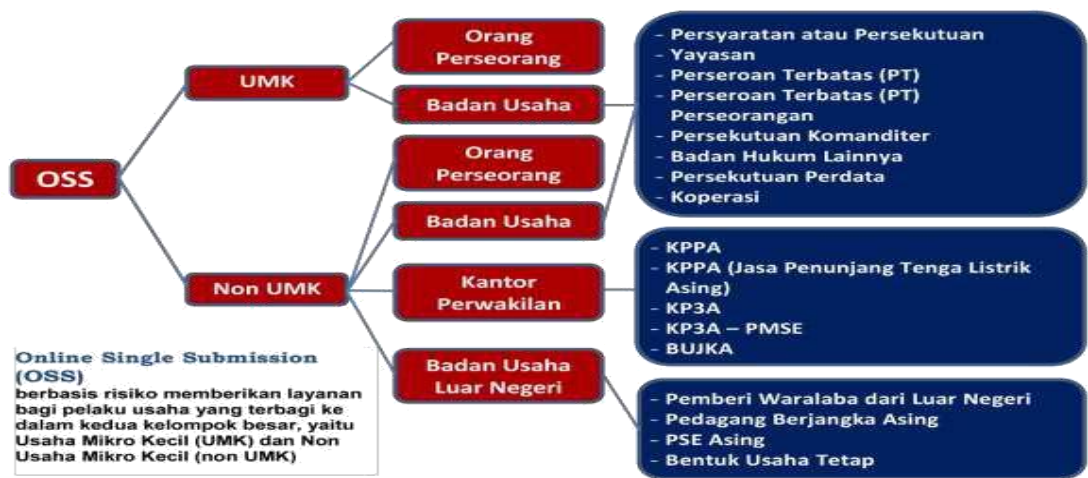 OSS
UMK
Non UMK
Orang
Perseorang
Badan Usaha
Orang
Perseorang
Badan Usaha
Kantor
Perwakilan
Badan Usaha
Luar Negeri
- Persyaratan atau Persekutuan
- Yayasan
- Perseroan Terbatas (PT)
- Perseroan Terbatas (PT)
Perseorangan
- Persekutuan Komanditer
- Badan Hukum Lainnya
- Persekutuan Perdata
- Koperasi
- KPPA
- KPPA (Jasa Penunjang Tenga Listrik
Asing)
- KP3A
- KP3A – PMSE
- BUJKA
- Pemberi Waralaba dari Luar Negeri
- Pedagang Berjangka Asing
- PSE Asing
- Bentuk Usaha Tetap
Online Single Submission
(OSS)
berbasis risiko memberikan layanan
bagi pelaku usaha yang terbagi ke
dalam kedua kelompok besar, yaitu
Usaha Mikro Kecil (UMK) dan Non
Usaha Mikro Kecil (non UMK)